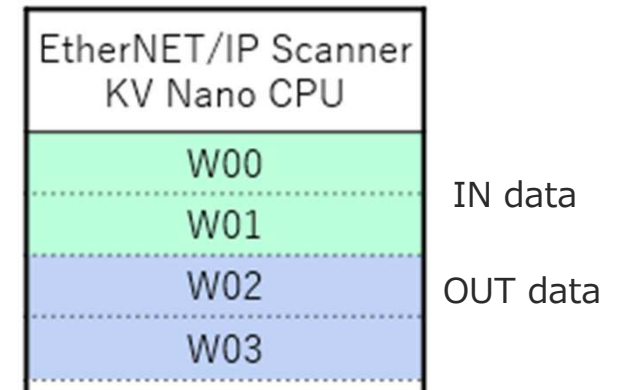 EtherNET/IP Scanner
KV Nano CPU
W00
W01
IN data
W02
OUT data
W03